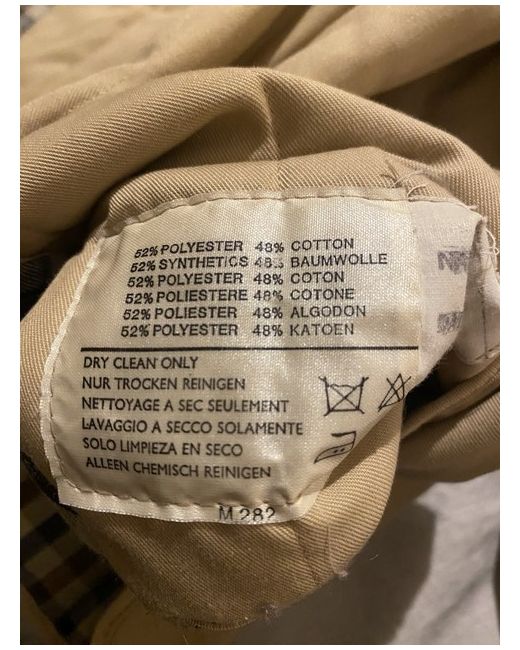 52% POLYESTER 48% COTTON
52% SYNTHETICS 48% BAUMWOLLE
52% POLYESTER 48% COTON
52% POLIESTERE 48% COTONE
52% POLIESTER 48% ALGODON
52% POLYESTER 48% KATOEN
DRY CLEAN ONLY
NUR TROCKEN REINIGEN
NETTOYAGE A SEC SEULEMENT
LAVAGGIO A SECCO SOLAMENTE
SOLO LIMPIEZA EN SECO
ALLEEN CHEMISCH REINIGEN
M 282